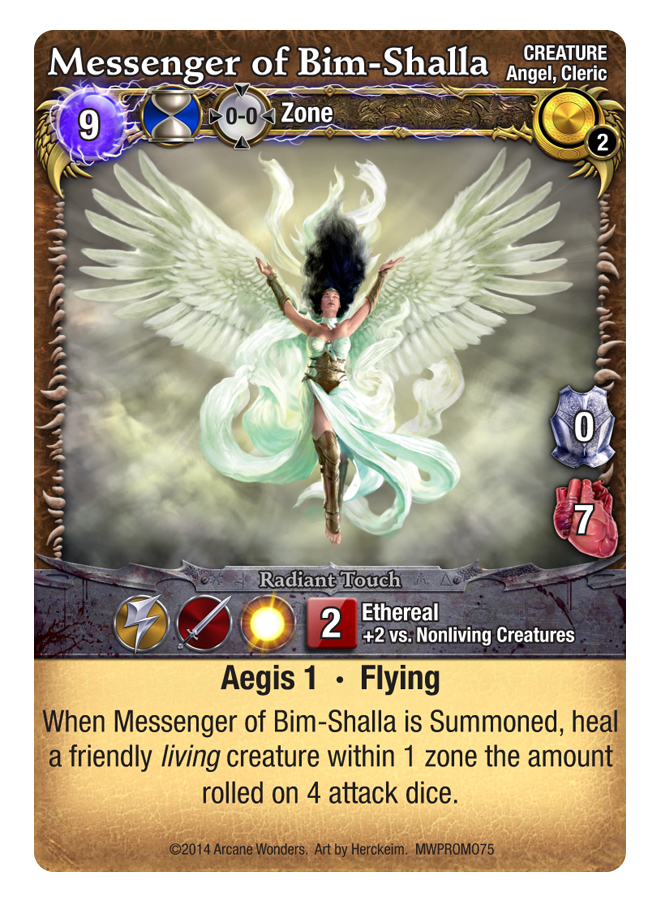 Messenger of Bim-Shalla
CREATURE
Angel, Cleric
9
0-0
Zone
2
0
7
Radiant Touch
2
Ethereal
+2 vs. Nonliving Creatures
Aegis 1 • Flying
When Messenger of Bim-Shalla is Summoned, heal
a friendly living creature within 1 zone the amount
rolled on 4 attack dice.
©2014 Arcane Wonders. Art by Herckeim. MWPROMO75